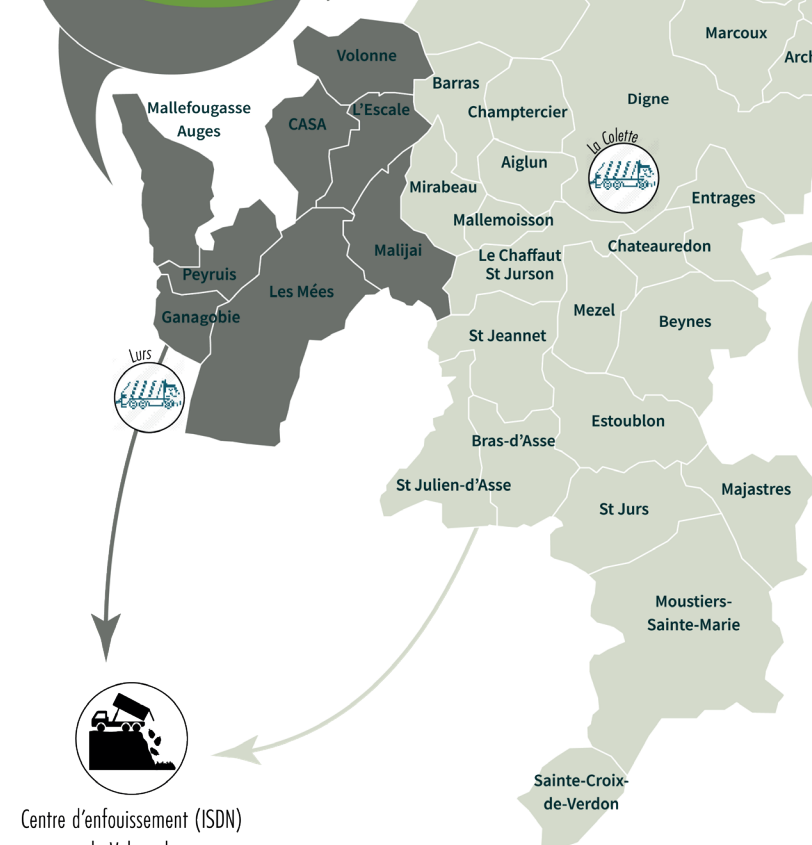 Marcoux
Volonne
Barras
Digne
Mallefougasse
Auges
L'Escale
Champtercier
CASA
La Colette
Aiglun
Mirabeau
Entrages
Mallemoisson
Chateauredon
Malijai
Le Chaffaut
St Jurson
Peyruis
Les Mées
Mezel
Ganagobie
Beynes
St Jeannet
Lurs
Estoublon
Bras-d'Asse
St Julien-d'Asse
Majastres
St Jurs
Moustiers-
Sainte-Marie
Sainte-Croix-
de-Verdon
Centre d'enfouissement (ISDN)